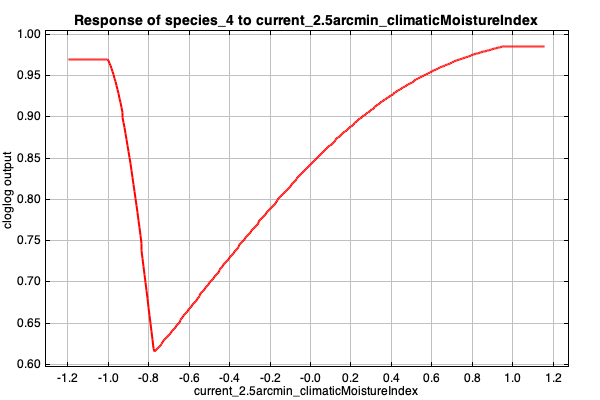 Response of species_4 to current_2.5arcmin_climaticMoistureIndex
1.00
0.95
0.90
0.85
0.80
0.75
0.70
0.65
0.60
cloglog output
-1.2 -1.0 -0.8 -0.6 -0.4 -0.2 -0.0 0.2 0.4 0.6 0.8 1.0 1.2
current_2.5arcmin_climaticMoistureIndex